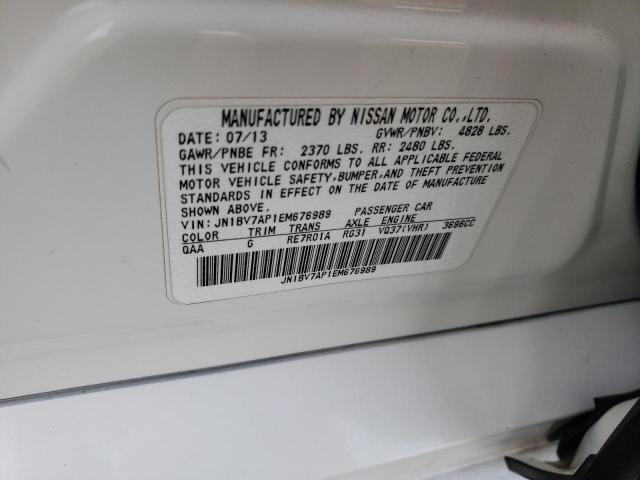 MANUFACTURED BY NISSAN MOTOR CO.,LTD.
DATE: 07/13 GVWR/PNBV: 4828 LBS.
GAWR/PNBE FR: 2370 LBS. RR: 2480 LBS.
THIS VEHICLE CONFORMS TO ALL APPLICABLE FEDERAL
MOTOR VEHICLE SAFETY, BUMPER, AND THEFT PREVENTION
STANDARDS IN EFFECT ON THE DATE OF MANUFACTURE
SHOWN ABOVE.
VIN: JN1BV7AP1EM676989 PASSENGER CAR
COLOR TRIM TRANS AXLE ENGINE
QAA G RE7R01A RG31 VQ37(VHR) 3696CC
JN1BV7AP1EM676989